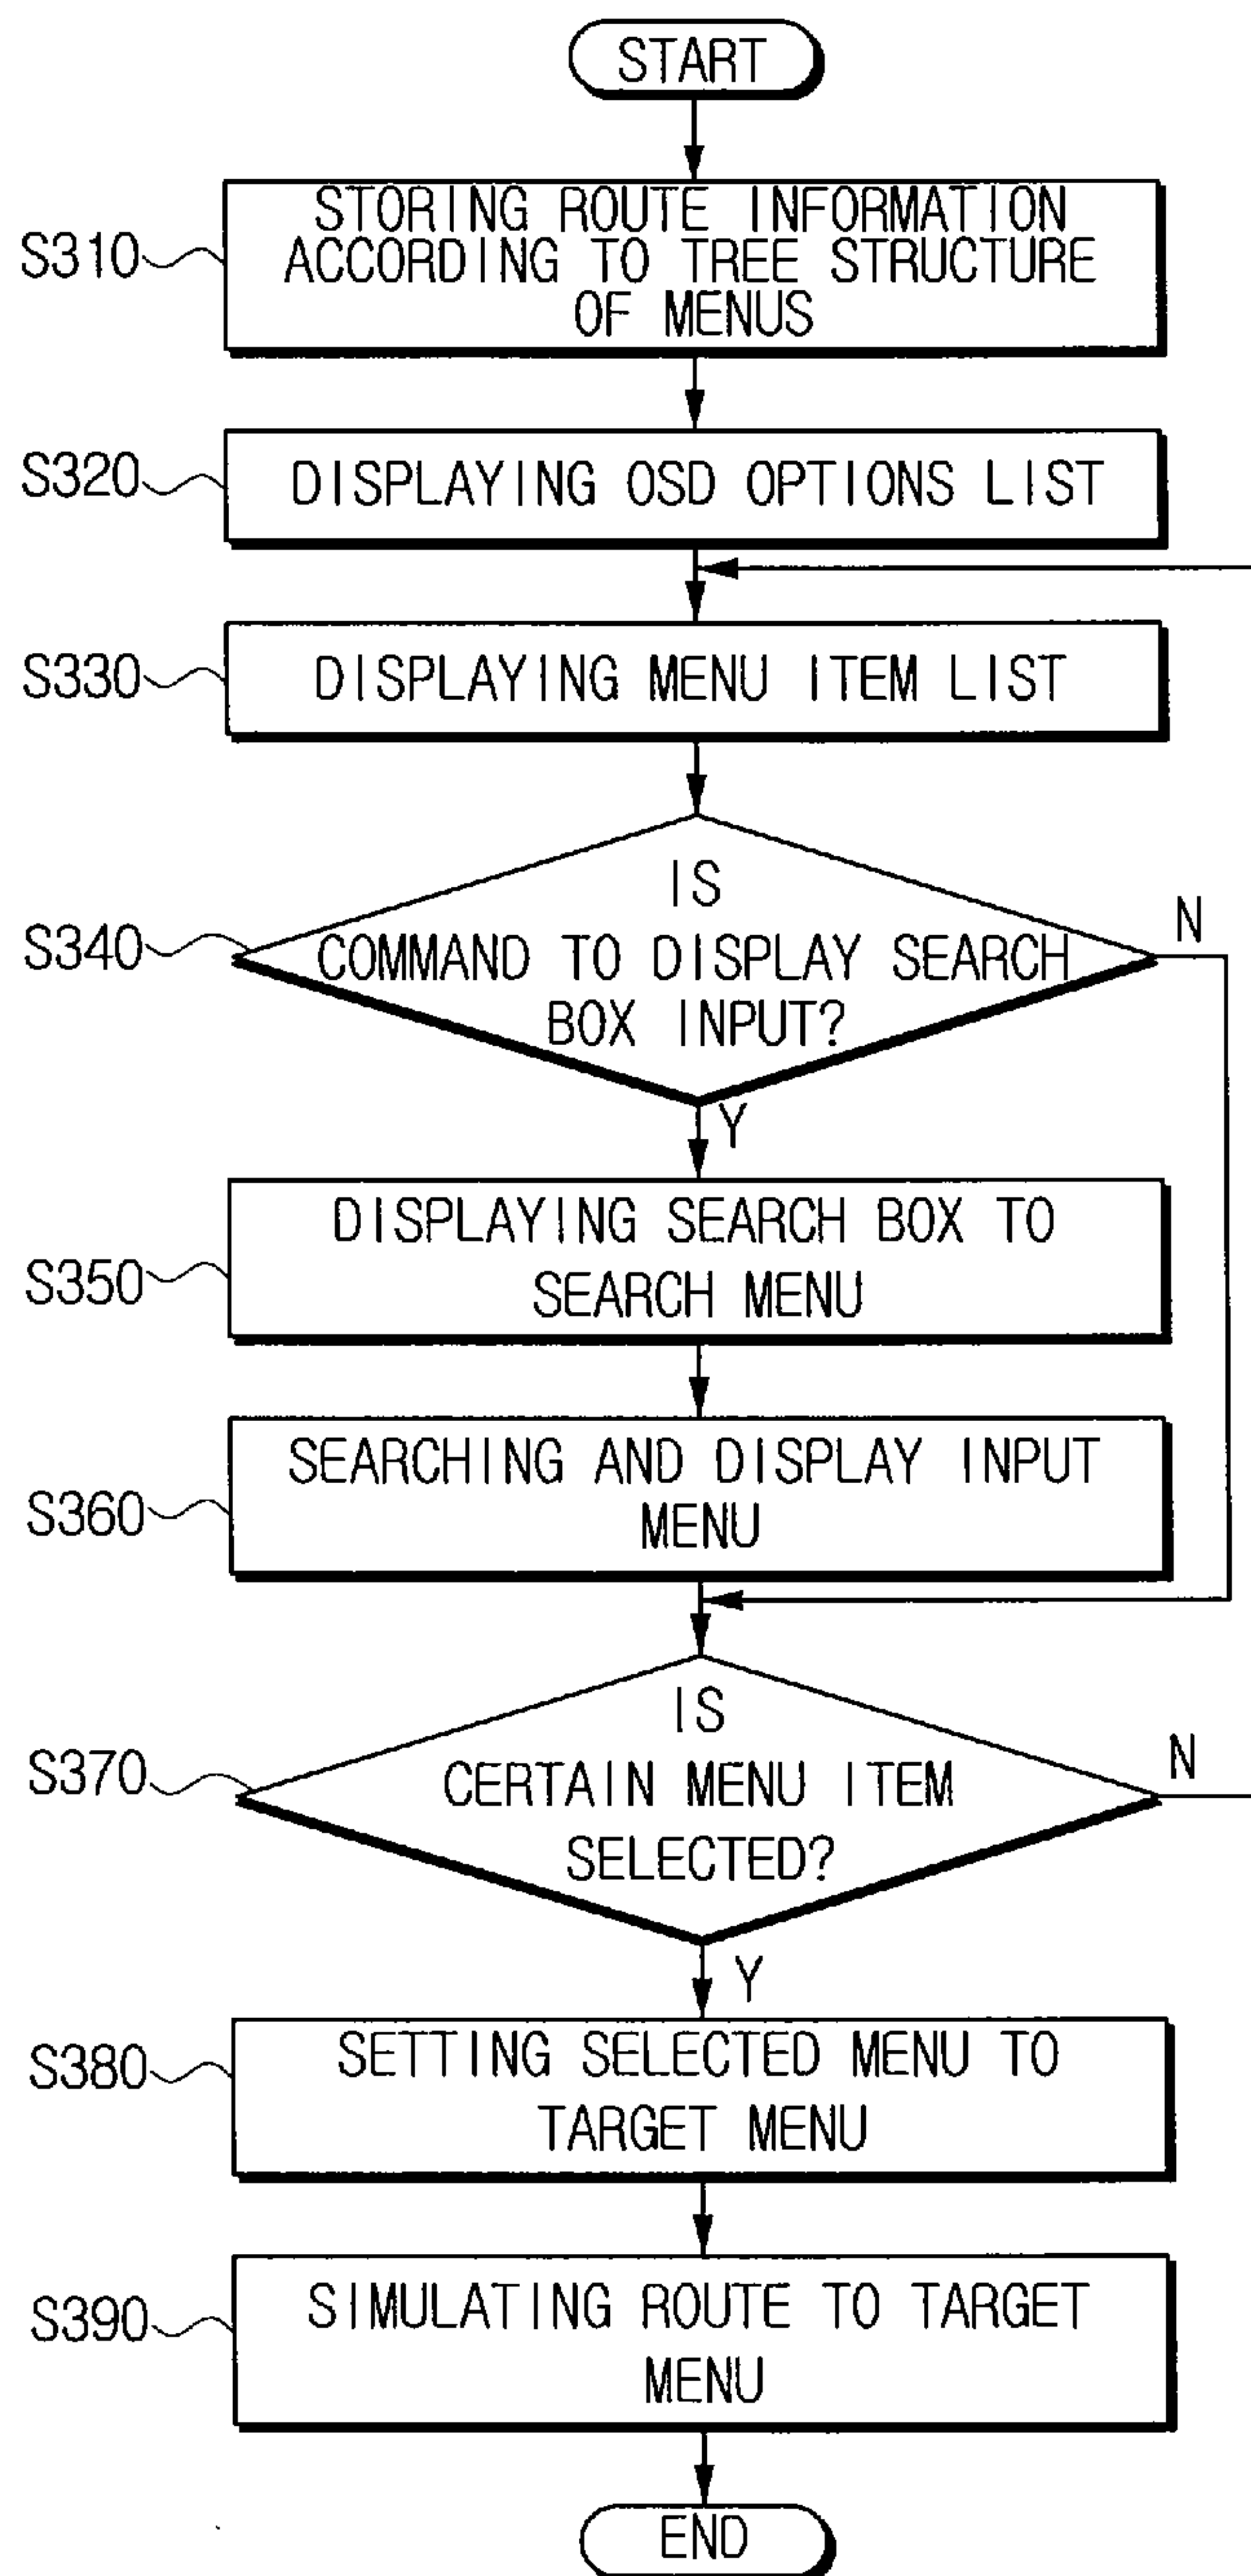 START
S310
STORING ROUTE INFORMATION
ACCORDING TO TREE STRUCTURE
OF MENUS
S320
DISPLAYING OSD OPTIONS LIST
S330
DISPLAYING MENU ITEM LIST
S340
IS
COMMAND TO DISPLAY SEARCH
BOX INPUT?
N
Y
S350
DISPLAYING SEARCH BOX TO
SEARCH MENU
S360
SEARCHING AND DISPLAY INPUT
MENU
S370
IS
CERTAIN MENU ITEM
SELECTED?
N
Y
S380
SETTING SELECTED MENU TO
TARGET MENU
S390
SIMULATING ROUTE TO TARGET
MENU
END